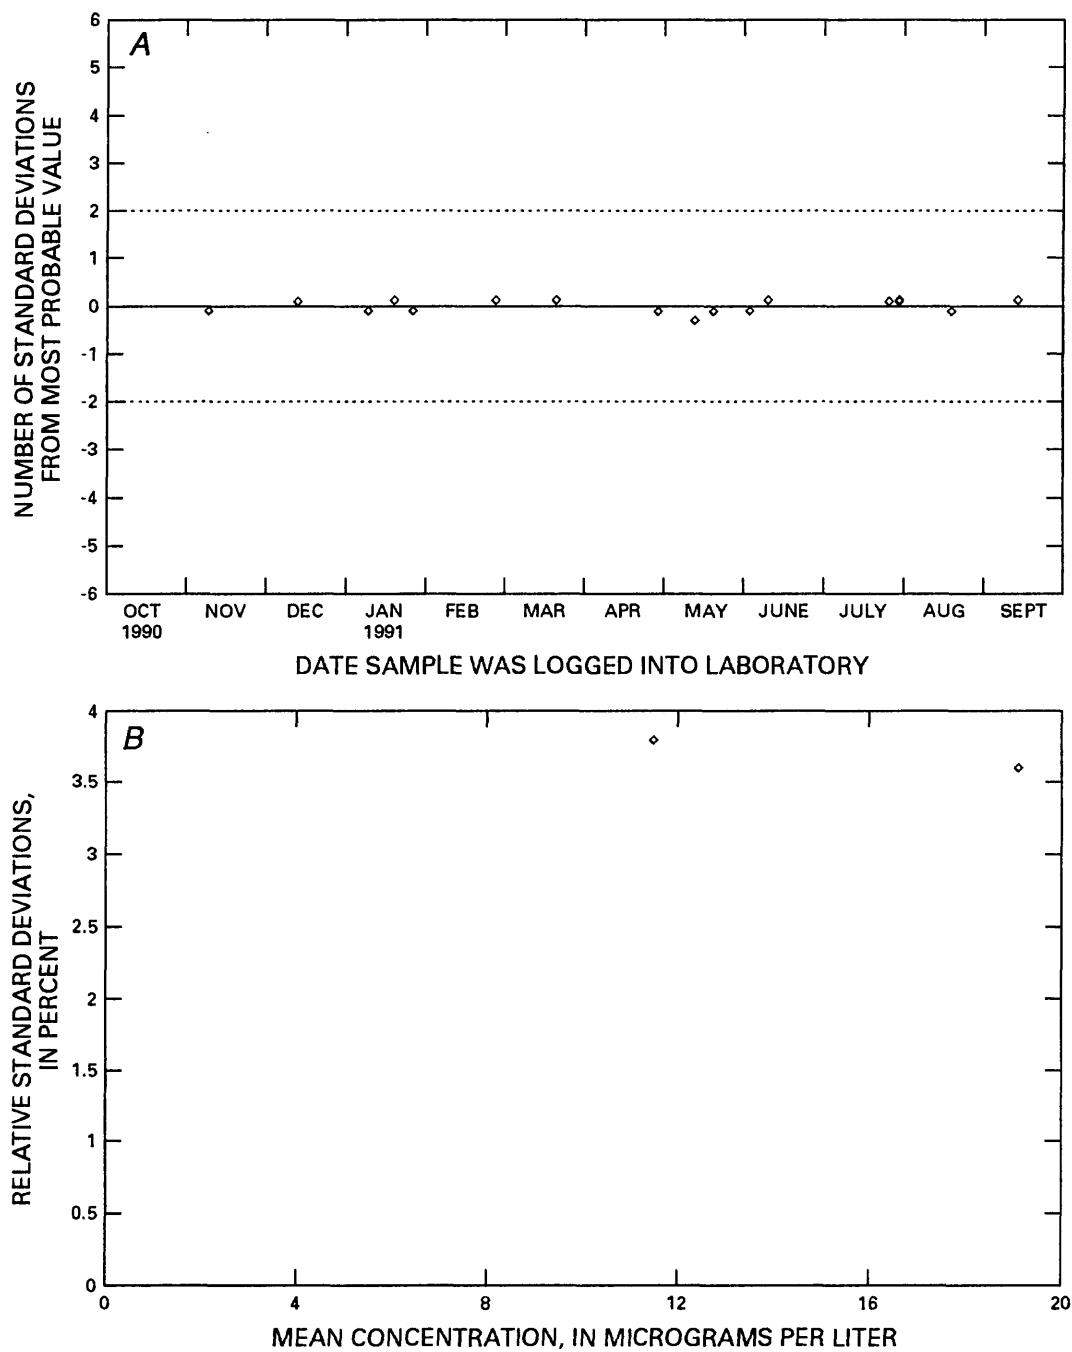 A
6
5
4
3
2
1
0
-1
-2
-3
-4
-5
-6
NUMBER OF STANDARD DEVIATIONS
FROM MOST PROBABLE VALUE
OCT NOV DEC JAN FEB MAR APR MAY JUNE JULY AUG SEPT
1990 1991
DATE SAMPLE WAS LOGGED INTO LABORATORY
B
4
3.5
3
2.5
2
1.5
1
0.5
0
RELATIVE STANDARD DEVIATIONS,
IN PERCENT
0 4 8 12 16 20
MEAN CONCENTRATION, IN MICROGRAMS PER LITER